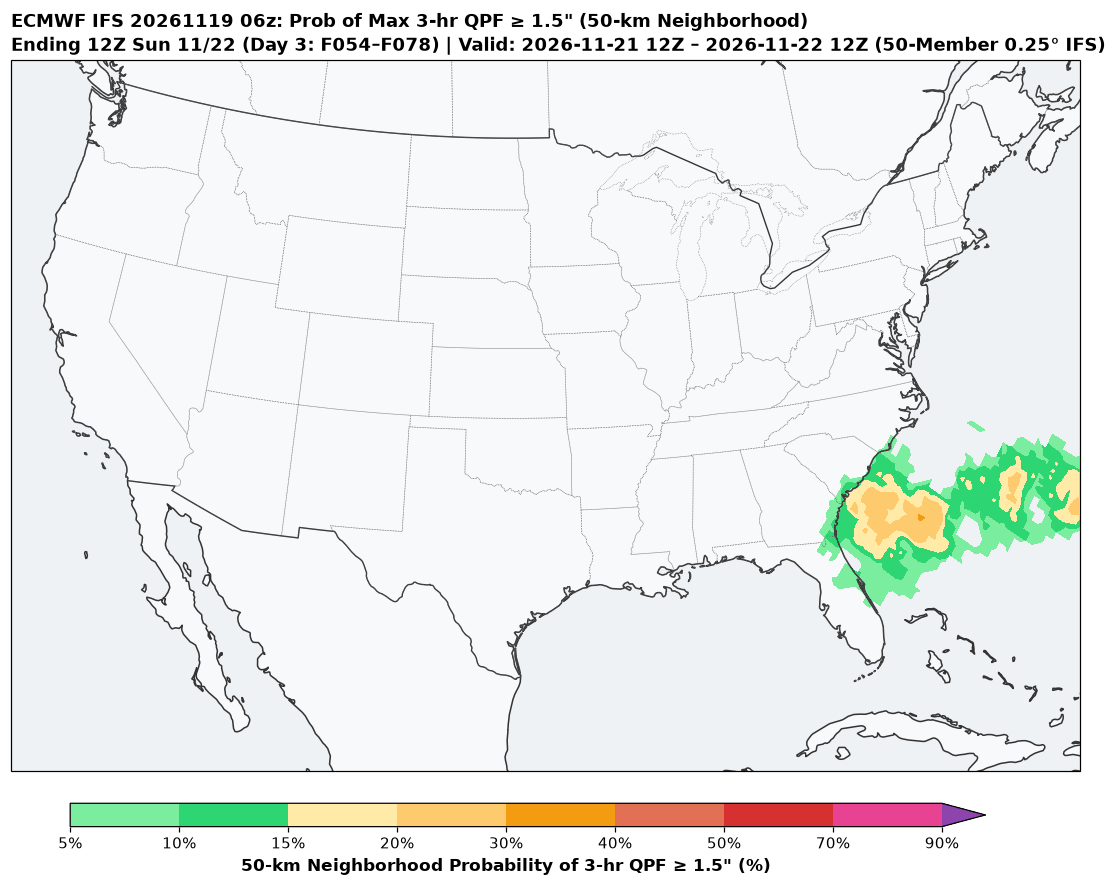 ECMWF IFS 20261119 06z: Prob of Max 3-hr QPF ≥ 1.5" (50-km Neighborhood)
Ending 12Z Sun 11/22 (Day 3: F054–F078) | Valid: 2026-11-21 12Z – 2026-11-22 12Z (50-Member 0.25° IFS)
5% 10% 15% 20% 30% 40% 50% 70% 90%
50-km Neighborhood Probability of 3-hr QPF ≥ 1.5" (%)